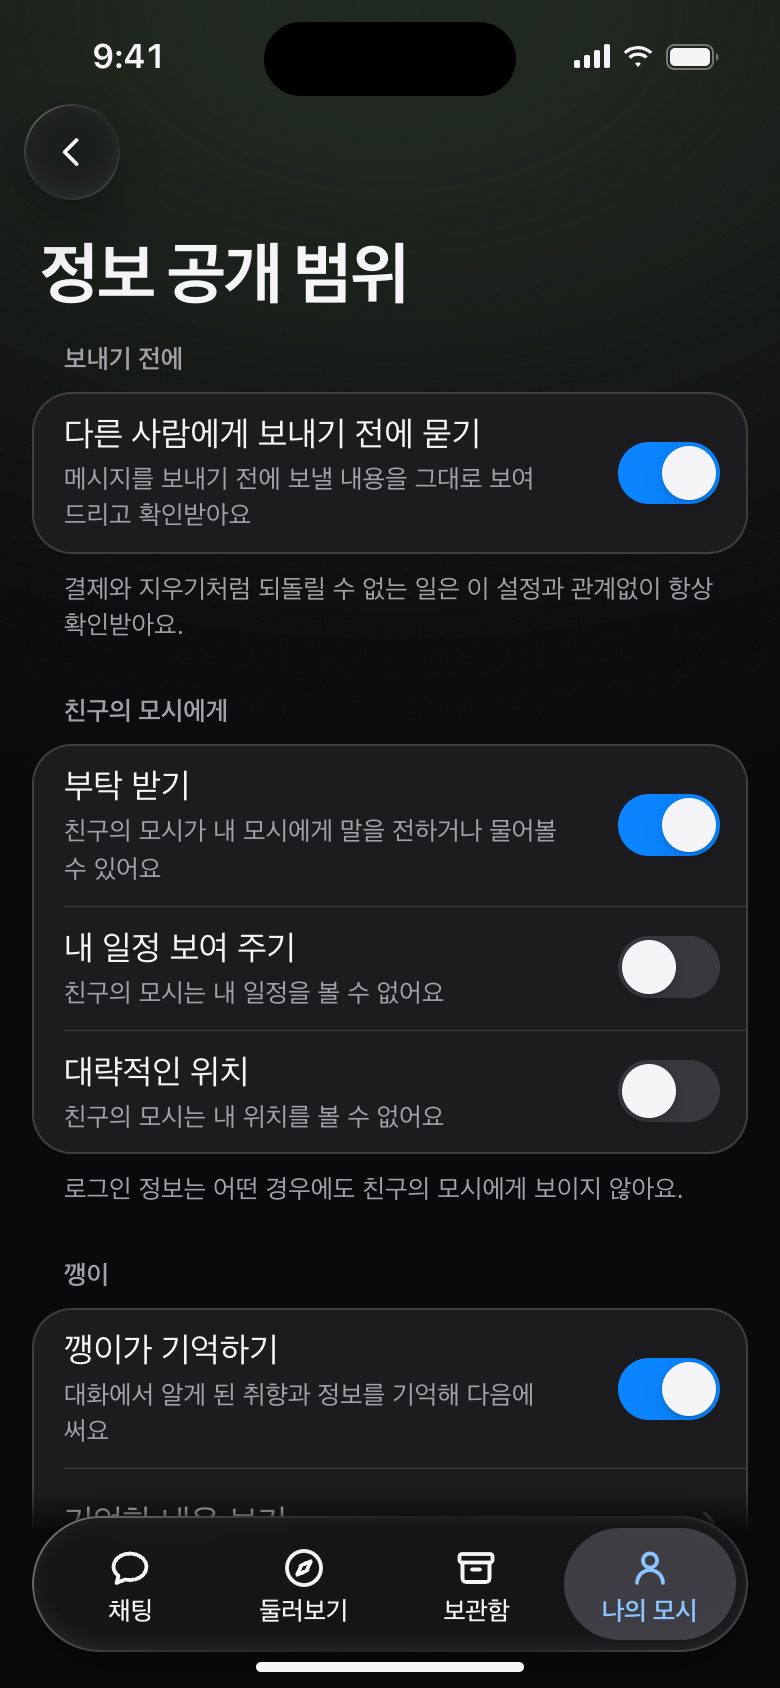 9:41
정보 공개 범위
보내기 전에
다른 사람에게 보내기 전에 묻기
메시지를 보내기 전에 보낼 내용을 그대로 보여
드리고 확인받아요
결제와 지우기처럼 되돌릴 수 없는 일은 이 설정과 관계없이 항상
확인받아요.
친구의 모시에게
부탁 받기
친구의 모시가 내 모시에게 말을 전하거나 물어볼
수 있어요
내 일정 보여 주기
친구의 모시는 내 일정을 볼 수 없어요
대략적인 위치
친구의 모시는 내 위치를 볼 수 없어요
로그인 정보는 어떤 경우에도 친구의 모시에게 보이지 않아요.
깽이
깽이가 기억하기
대화에서 알게 된 취향과 정보를 기억해 다음에
써요
채팅
둘러보기
보관함
나의 모시